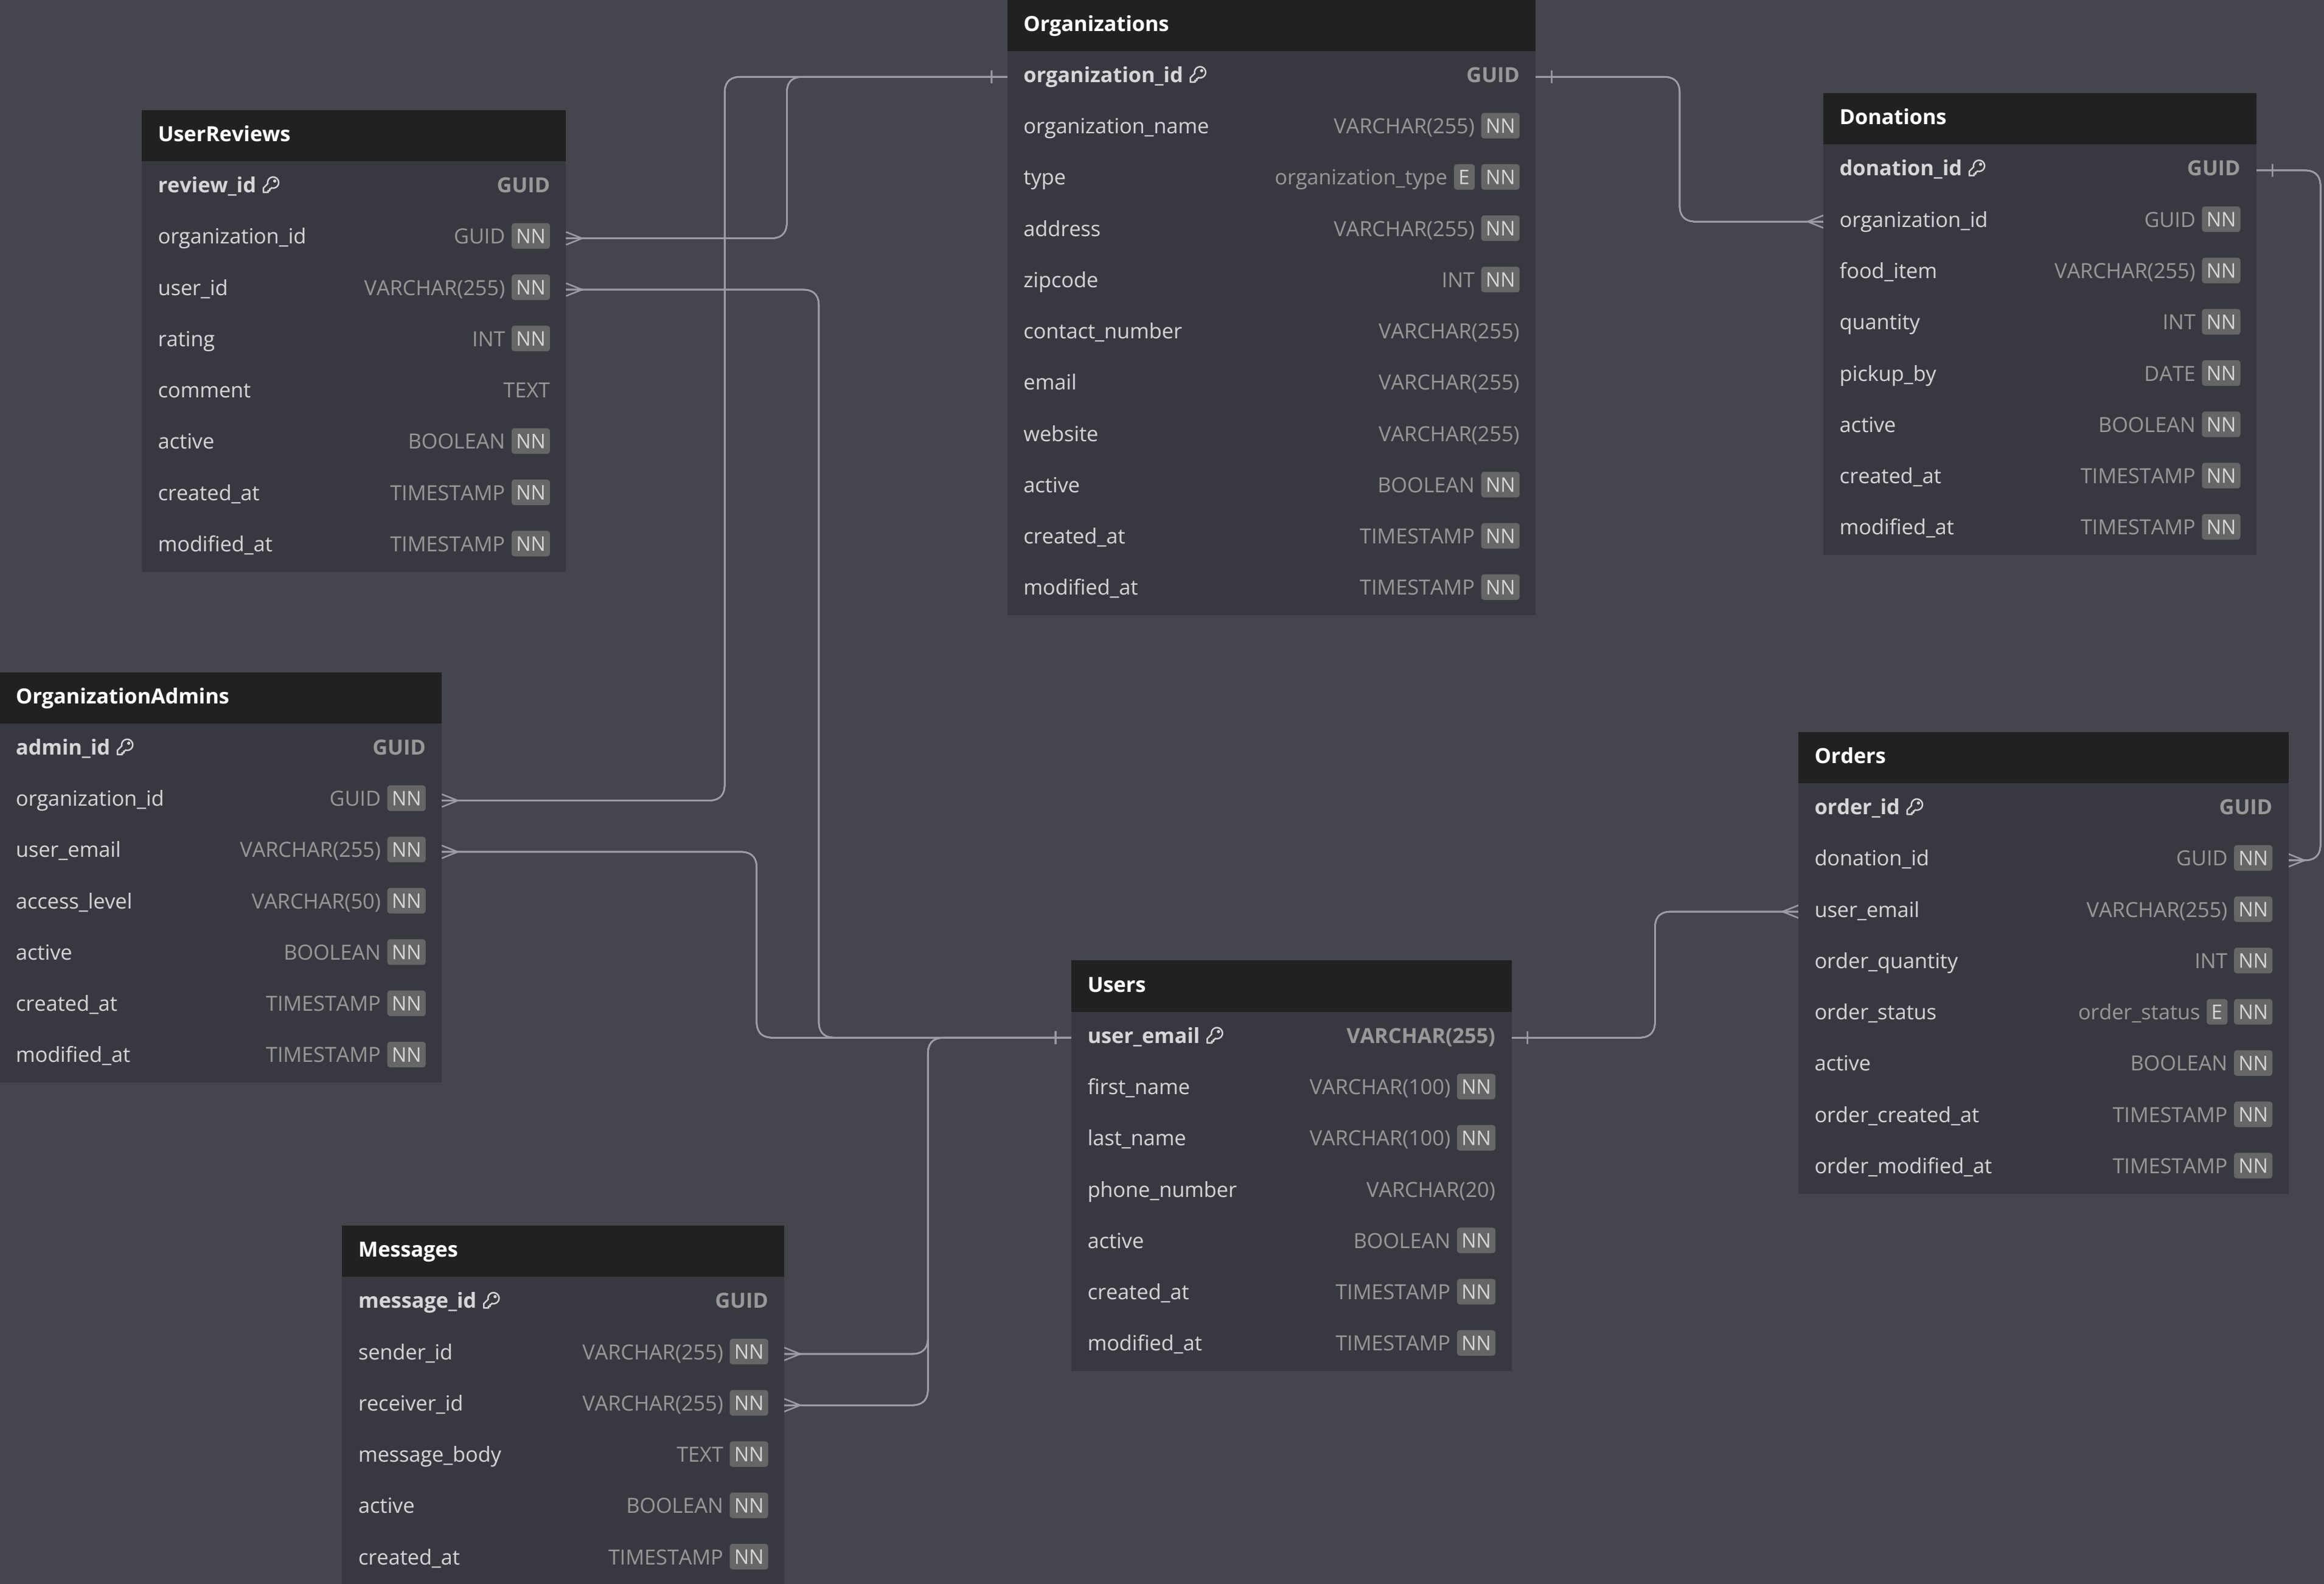 UserReviews
review_id GUID
organization_id GUID NN
user_id VARCHAR(255) NN
rating INT NN
comment TEXT
active BOOLEAN NN
created_at TIMESTAMP NN
modified_at TIMESTAMP NN
Organizations
organization_id GUID
organization_name VARCHAR(255) NN
type organization_type E NN
address VARCHAR(255) NN
zipcode INT NN
contact_number VARCHAR(255)
email VARCHAR(255)
website VARCHAR(255)
active BOOLEAN NN
created_at TIMESTAMP NN
modified_at TIMESTAMP NN
Donations
donation_id GUID
organization_id GUID NN
food_item VARCHAR(255) NN
quantity INT NN
pickup_by DATE NN
active BOOLEAN NN
created_at TIMESTAMP NN
modified_at TIMESTAMP NN
OrganizationAdmins
admin_id GUID
organization_id GUID NN
user_email VARCHAR(255) NN
access_level VARCHAR(50) NN
active BOOLEAN NN
created_at TIMESTAMP NN
modified_at TIMESTAMP NN
Orders
order_id GUID
donation_id GUID NN
user_email VARCHAR(255) NN
order_quantity INT NN
order_status order_status E NN
active BOOLEAN NN
order_created_at TIMESTAMP NN
order_modified_at TIMESTAMP NN
Users
user_email VARCHAR(255)
first_name VARCHAR(100) NN
last_name VARCHAR(100) NN
phone_number VARCHAR(20)
active BOOLEAN NN
created_at TIMESTAMP NN
modified_at TIMESTAMP NN
Messages
message_id GUID
sender_id VARCHAR(255) NN
receiver_id VARCHAR(255) NN
message_body TEXT NN
active BOOLEAN NN
created_at TIMESTAMP NN